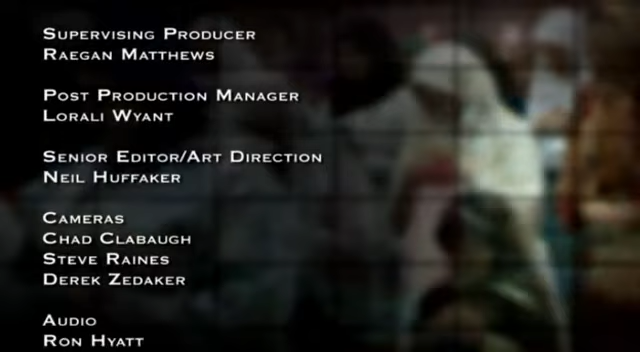 Supervising Producer
Raegan Matthews
Post Production Manager
Lorali Wyant
Senior Editor/Art Direction
Neil Huffaker
Cameras
Chad Clabaugh
Steve Raines
Derek Zedaker
Audio
Ron Hyatt